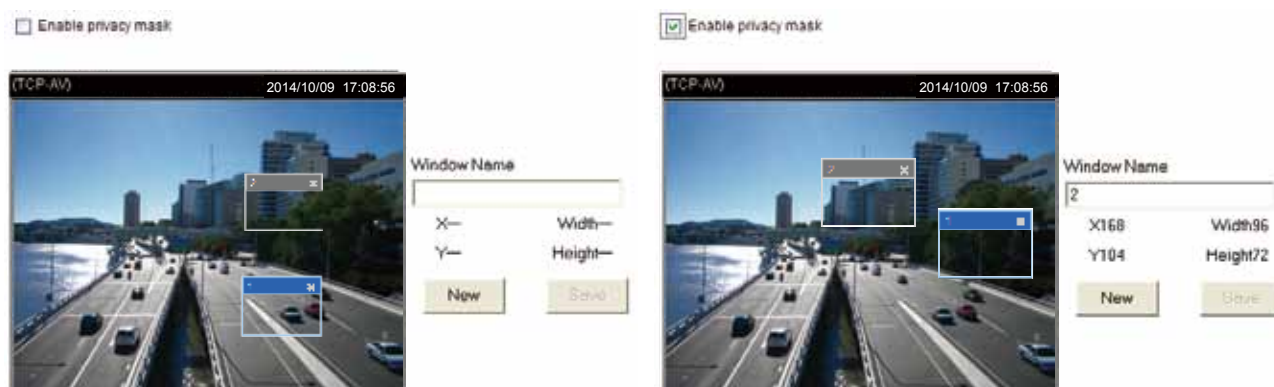 Enable privacy mask
(TCP-AV) 2014/10/09 17:08:56
Window Name
X— Width—
Y— Height—
New Save
Enable privacy mask
(TCP-AV) 2014/10/09 17:08:56
2
Window Name
2
X168 Width96
Y104 Height72
New Save